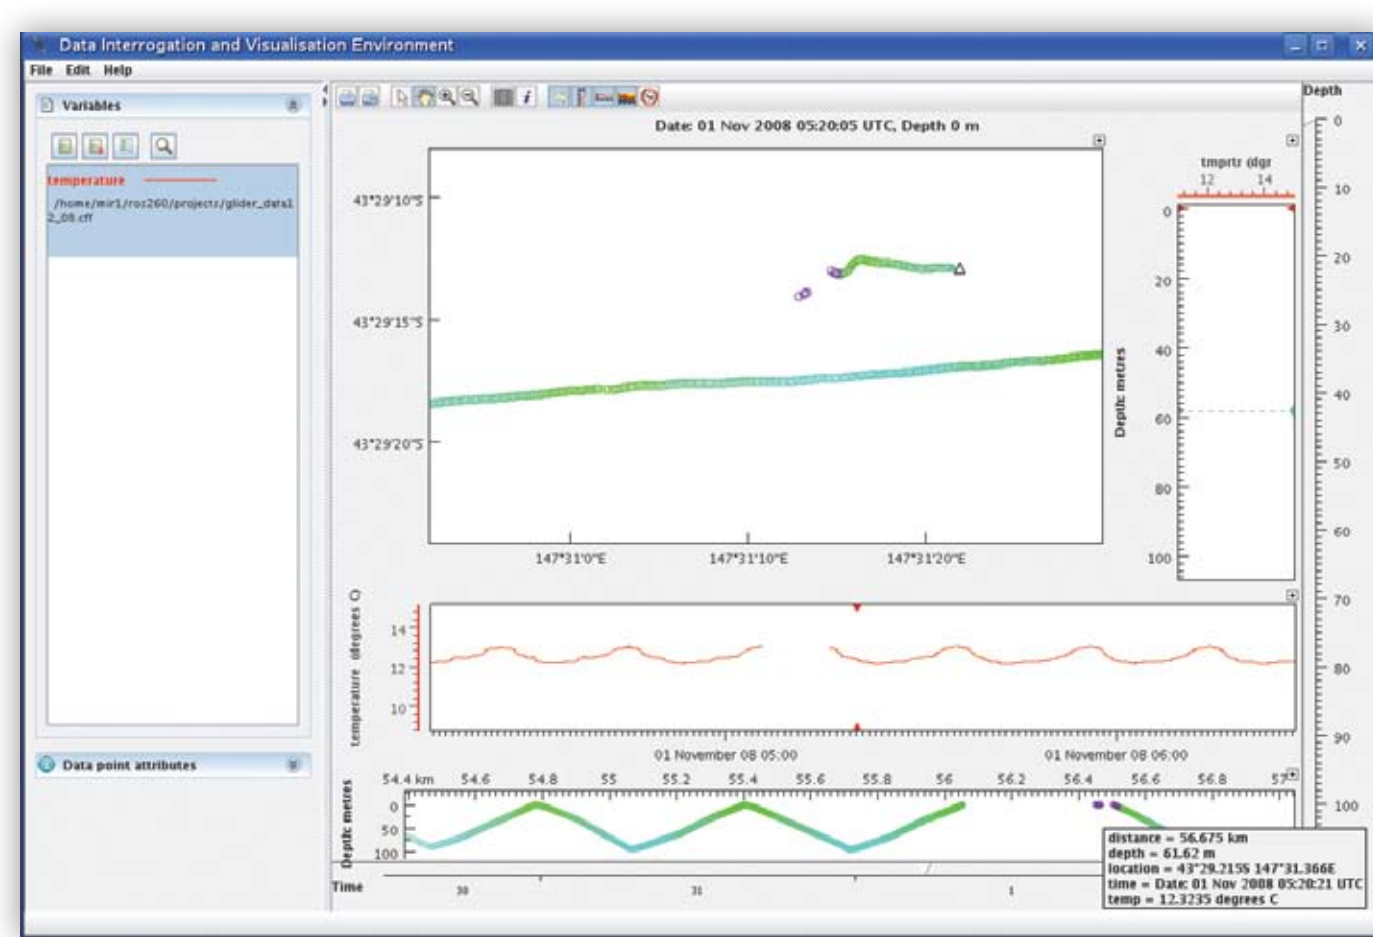 Data Interrogation and Visualisation Environment
File Edit Help
Variables
temperature
/home/mir1/ros260/projects/glider_data1
2_08.cff
Data point attributes
Date: 01 Nov 2008 05:20:05 UTC, Depth 0 m
43°29'10"S
43°29'15"S
43°29'20"S
147°31'0"E 147°31'10"E 147°31'20"E
tmprtr (dgr
12 14
Depth: metres
0
20
40
60
80
100
Depth
0
10
20
30
40
50
60
70
80
90
100
temperature (degrees C)
14
12
10
01 November 08 05:00 01 November 08 06:00
54.4 km 54.6 54.8 55 55.2 55.4 55.6 55.8 56 56.2 56.4 56.6 56.8 57
Depth: metres
0
50
100
Time 30 31 1
distance = 56.675 km
depth = 61.62 m
location = 43°29.215S 147°31.366E
time = Date: 01 Nov 2008 05:20:21 UTC
temp = 12.3235 degrees C